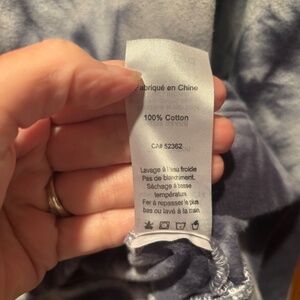 abriqué en Chine
100% Cotton
CA# 52362
Lavage à l'eau froide
Pas de blanchiment.
Séchage à basse
température
Fer à repasser le plus
bas ou lavé à la main